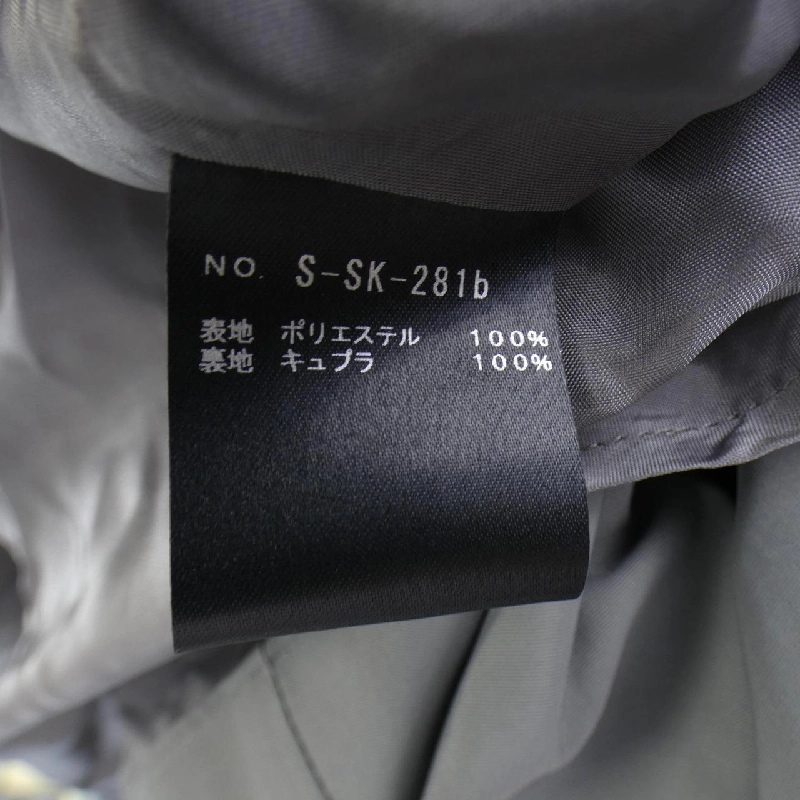 NO. S-SK-281b
表地 ポリエステル 100%
裏地 キュプラ 100%